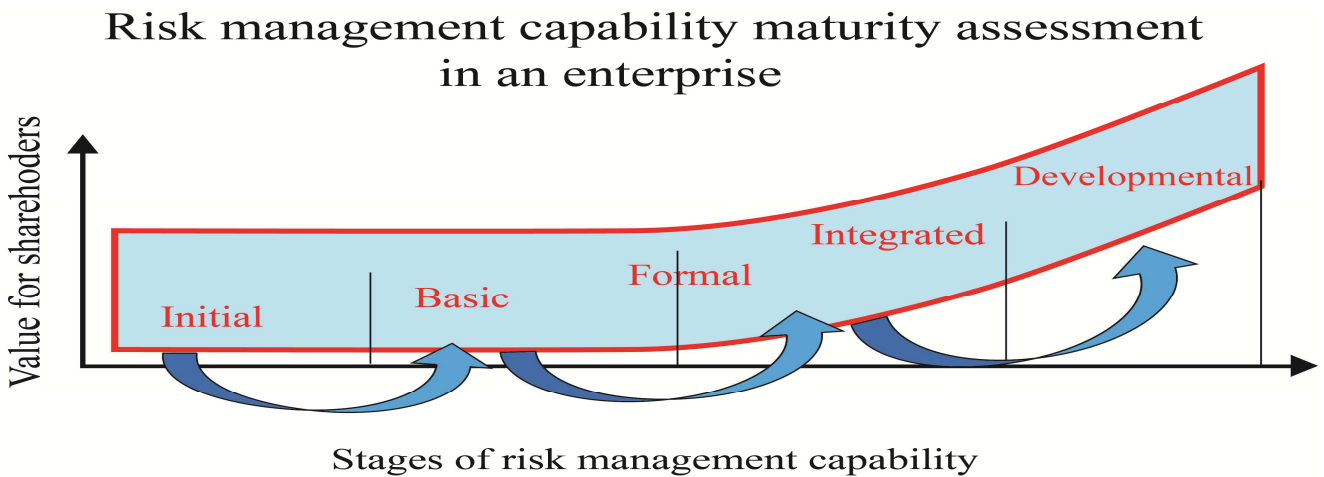 Risk management capability maturity assessment
in an enterprise
Value for sharehoders
Developmental
Integrated
Formal
Basic
Initial
Stages of risk management capability